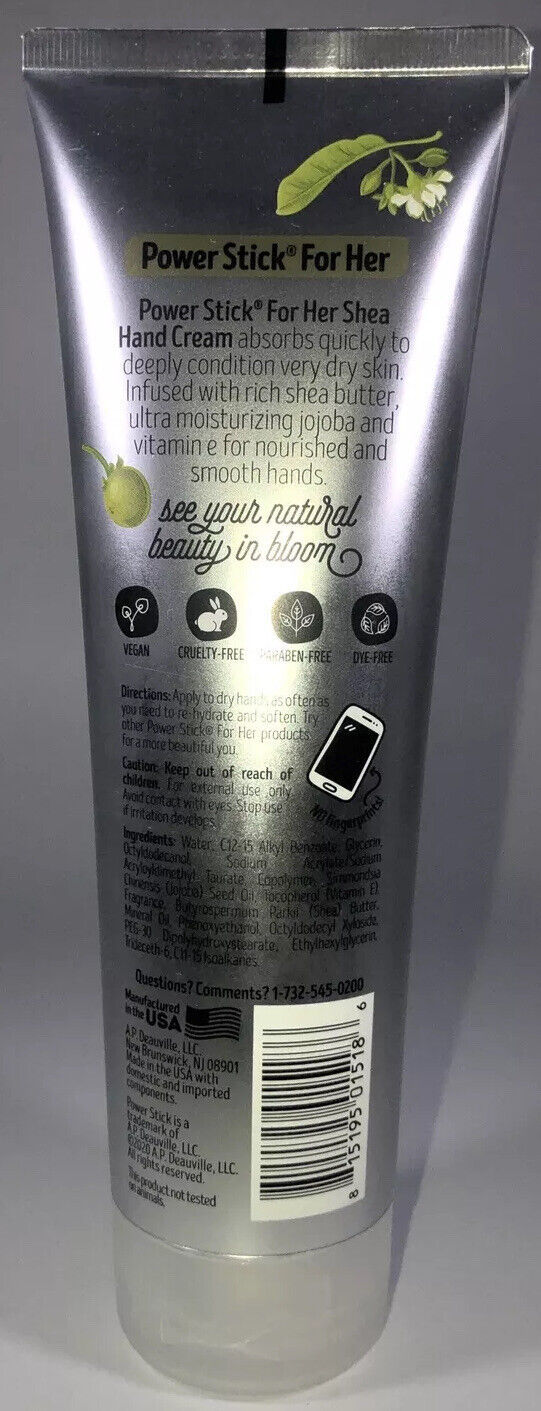 Power Stick® For Her
Power Stick® For Her Shea
Hand Cream absorbs quickly to
deeply condition very dry skin.
Infused with rich shea butter,
ultra moisturizing jojoba and
vitamin e for nourished and
smooth hands.
see your natural
beauty in bloom
VEGAN
CRUELTY-FREE
PARABEN-FREE
DYE-FREE
Directions: Apply to dry hands as often as
you need to re-hydrate and soften. Try
other Power Stick® For Her products
for a more beautiful you.
NO fingerprints!
Caution: Keep out of reach of
children. For external use only.
Avoid contact with eyes. Stop use
if irritation develops.
Ingredients: Water, C12-15 Alkyl Benzoate, Glycerin,
Octyldodecanol, Sodium Acrylate/Sodium
Acryloyldimethyl Taurate Copolymer, Simmondsia
Chinensis (Jojoba) Seed Oil, Tocopherol (Vitamin E),
Fragrance, Butyrospermum Parkii (Shea) Butter,
Mineral Oil, Phenoxyethanol, Octyldodecyl Xyloside,
PEG-30 Dipolyhydroxystearate, Ethylhexylglycerin,
Trideceth-6, C11-15 Isoalkanes.
Questions? Comments? 1-732-545-0200
Manufactured
in the USA
A.P. Deauville, LLC.
New Brunswick, NJ 08901
Made in the USA with
domestic and imported
components.
Power Stick is a
trademark of
A.P. Deauville, LLC.
©2020 A.P. Deauville, LLC.
All rights reserved.
This product not tested
on animals.
8 15195 01518 6